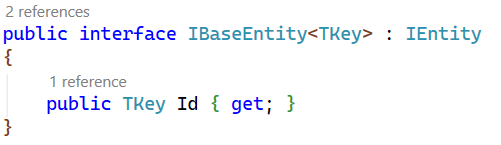 2 references
public interface IBaseEntity<TKey> : IEntity
{
1 reference
public TKey Id { get; }
}